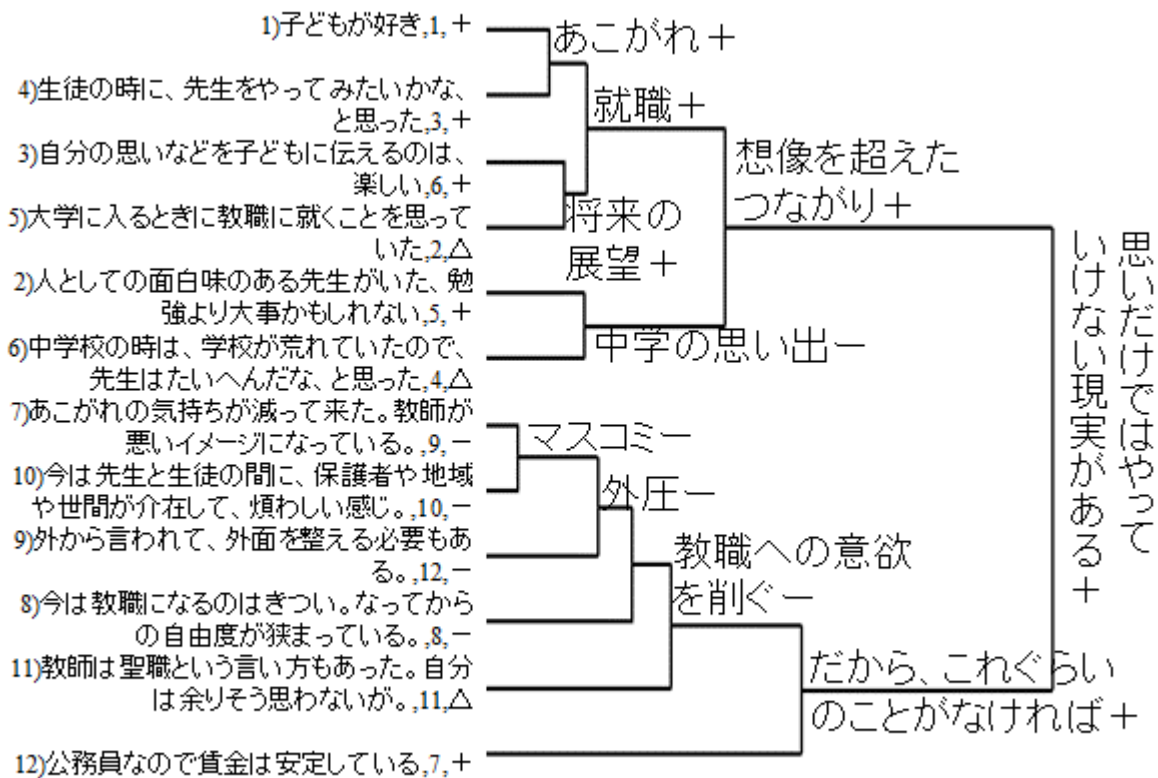 1)子どもが好き,1,＋
4)生徒の時に、先生をやってみたいかな、
と思った,3,＋
3)自分の思いなどを子どもに伝えるのは、
楽しい,6,＋
5)大学に入るときに教職に就くことを思って
いた,2,△
2)人としての面白味のある先生がいた、勉
強より大事かもしれない,5,＋
6)中学校の時は、学校が荒れていたので、
先生はたいへんだな、と思った,4,△
7)あこがれの気持ちが減って来た。教師が
悪いイメージになっている。,9,－
10)今は先生と生徒の間に、保護者や地域
や世間が介在して、煩わしい感じ。,10,－
9)外から言われて、外面を整える必要もあ
る。,12,－
8)今は教職になるのはきつい。なってから
の自由度が狭まっている。,8,－
11)教師は聖職という言い方もあった。自分
は余りそう思わないが。,11,△
12)公務員なので賃金は安定している,7,＋
あこがれ＋
就職＋
将来の
展望＋
想像を超えた
つながり＋
中学の思い出－
マスコミ－
外圧－
教職への意欲
を削ぐ－
だから、これぐらい
のことがなければ＋
思いだけではやって
いけない現実がある＋